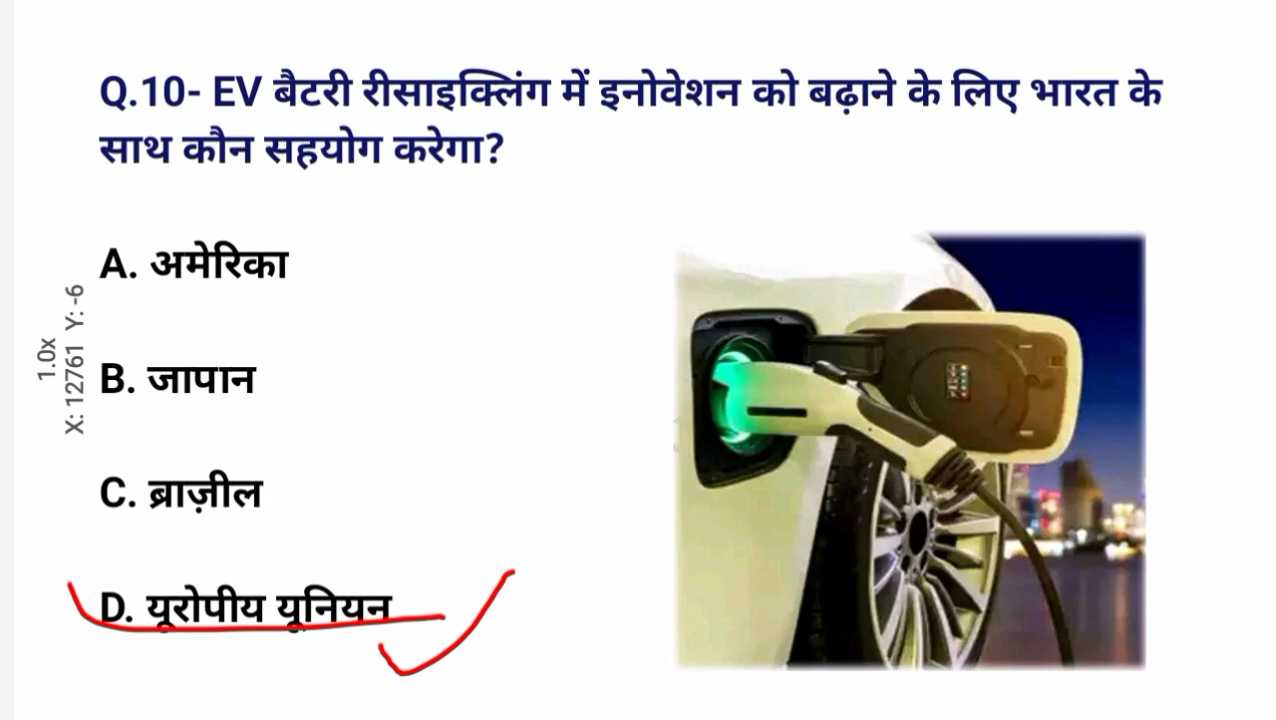 Q.10- EV बैटरी रीसाइक्लिंग में इनोवेशन को बढ़ाने के लिए भारत के
साथ कौन सहयोग करेगा?
A. अमेरिका
B. जापान
C. ब्राज़ील
D. यूरोपीय यूनियन
1.0x
X: 12761 Y: -6